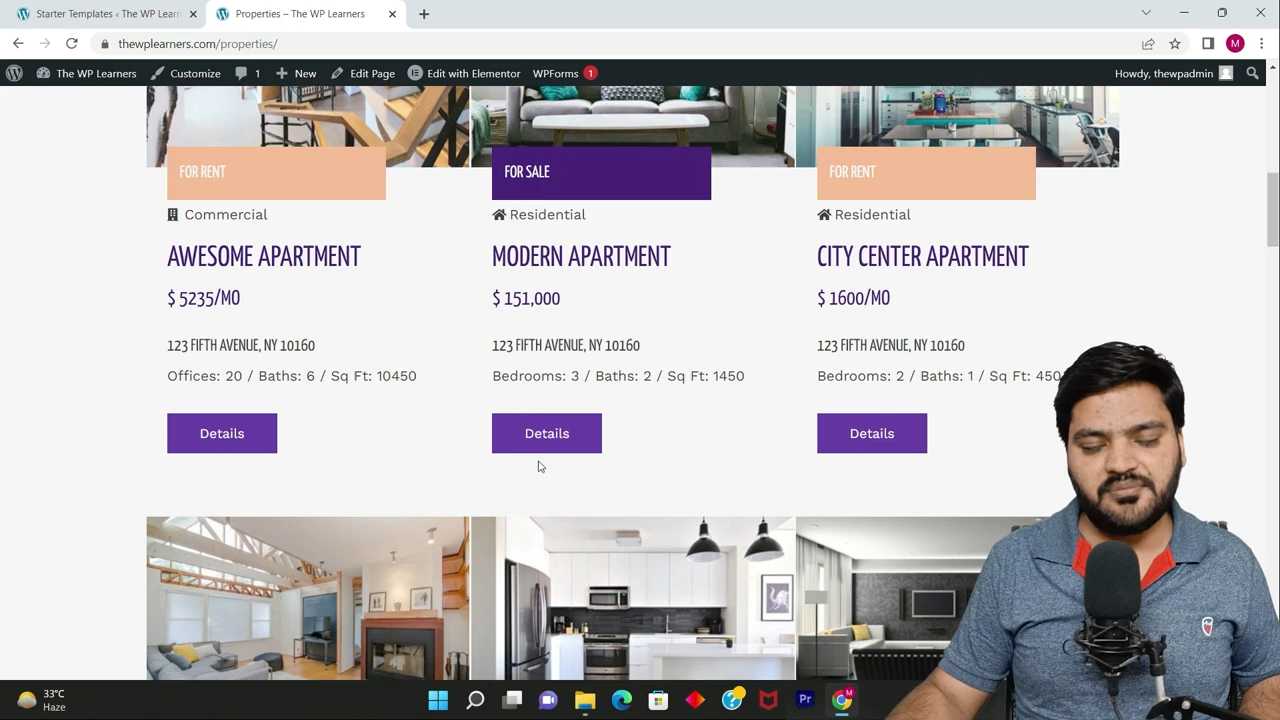 Starter Templates ‹ The WP Learn
Properties – The WP Learners
thewplearners.com/properties/
M
The WP Learners
Customize
1
New
Edit Page
Edit with Elementor
WPForms 1
Howdy, thewpadmin
FOR RENT
FOR SALE
FOR RENT
Commercial
Residential
Residential
AWESOME APARTMENT
MODERN APARTMENT
CITY CENTER APARTMENT
$ 5235/MO
$ 151,000
$ 1600/MO
123 FIFTH AVENUE, NY 10160
123 FIFTH AVENUE, NY 10160
123 FIFTH AVENUE, NY 10160
Offices: 20 / Baths: 6 / Sq Ft: 10450
Bedrooms: 3 / Baths: 2 / Sq Ft: 1450
Bedrooms: 2 / Baths: 1 / Sq Ft: 450
Details
Details
Details
33°C
Haze
Pr
M